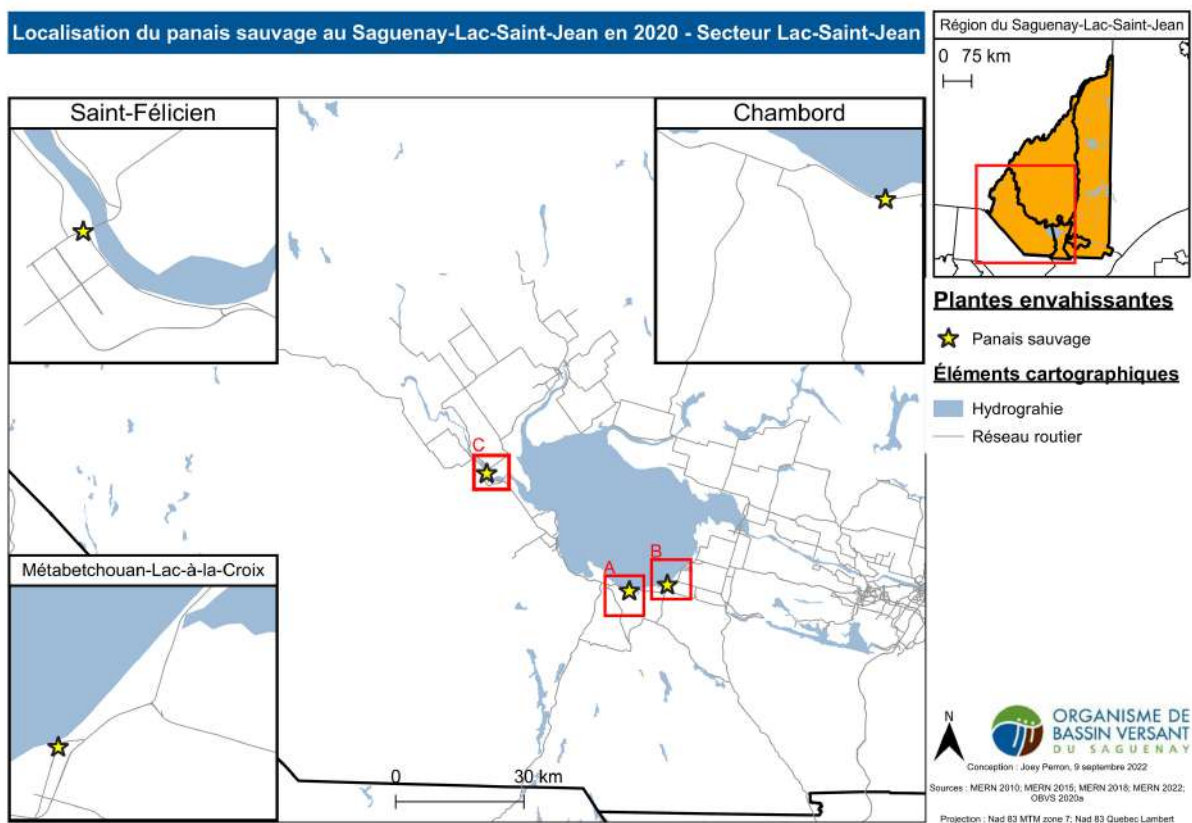 Localisation du panais sauvage au Saguenay-Lac-Saint-Jean en 2020 - Secteur Lac-Saint-Jean
Région du Saguenay-Lac-Saint-Jean
0 75 km
Saint-Félicien
Chambord
Plantes envahissantes
Panais sauvage
Éléments cartographiques
Hydrograhie
Réseau routier
C
B
A
Métabetchouan-Lac-à-la-Croix
0 30 km
N
ORGANISME DE
BASSIN VERSANT
DU SAGUENAY
Conception : Joey Perron, 9 septembre 2022
Sources : MERN 2010; MERN 2015; MERN 2018; MERN 2022;
OBVS 2020a
Projection : Nad 83 MTM zone 7; Nad 83 Quebec Lambert